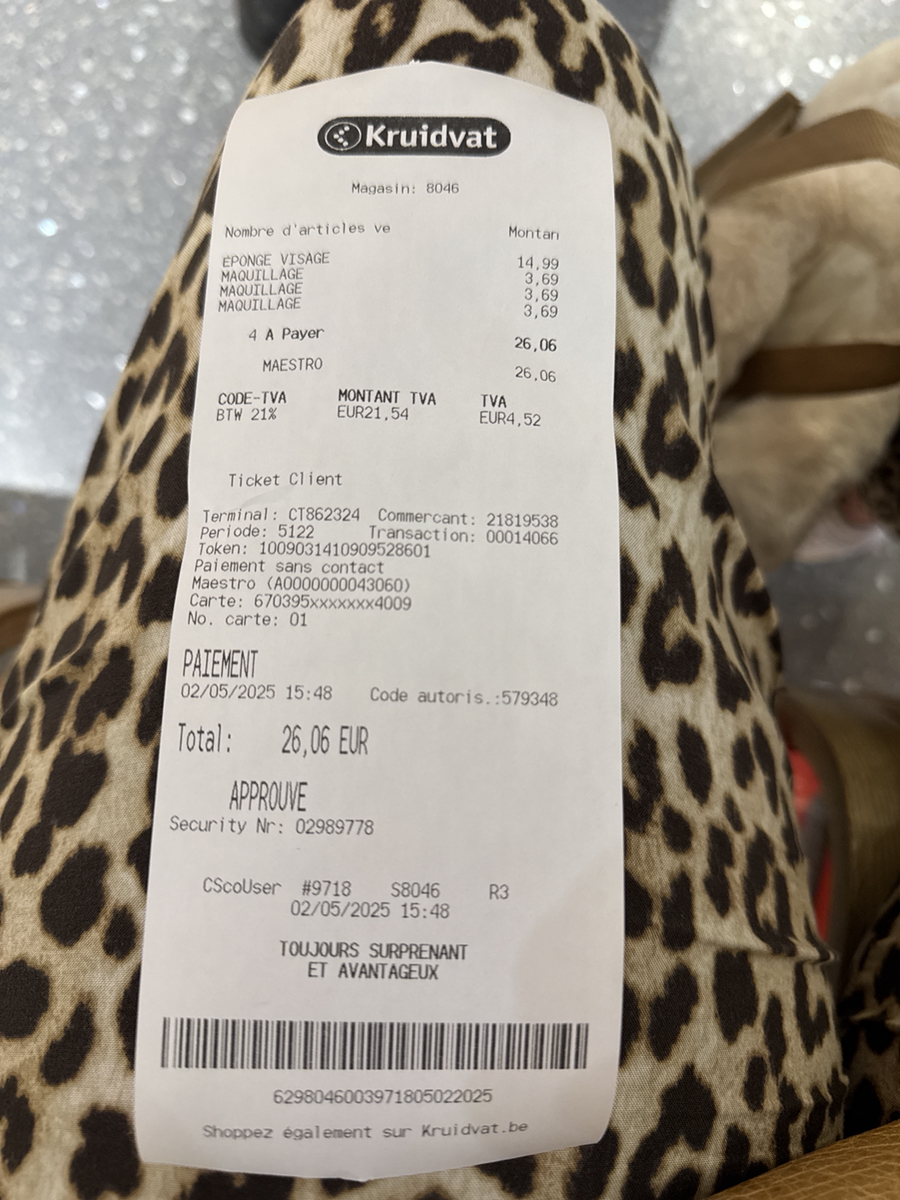 Kruidvat
Magasin: 8046
Nombre d'articles ve Montan
EPONGE VISAGE 14,99
MAQUILLAGE 3,69
MAQUILLAGE 3,69
MAQUILLAGE 3,69
4 A Payer 26,06
MAESTRO 26,06
CODE-TVA MONTANT TVA TVA
BTW 21% EUR21,54 EUR4,52
Ticket Client
Terminal: CT862324 Commercant: 21819538
Periode: 5122 Transaction: 00014066
Token: 1009031410909528601
Paiement sans contact
Maestro (A0000000043060)
Carte: 670395xxxxxxx4009
No. carte: 01
PAIEMENT
02/05/2025 15:48 Code autoris.:579348
Total: 26,06 EUR
APPROUVE
Security Nr: 02989778
CScoUser #9718 S8046 R3
02/05/2025 15:48
TOUJOURS SURPRENANT
ET AVANTAGEUX
6298046003971805022025
Shoppez également sur Kruidvat.be